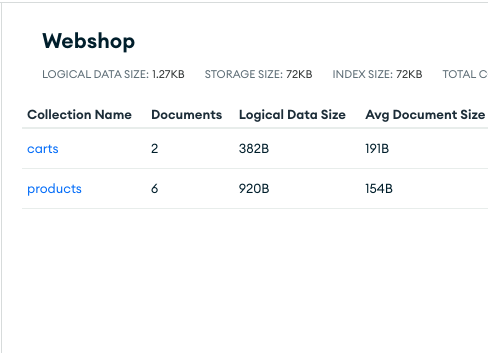 Webshop
LOGICAL DATA SIZE: 1.27KB STORAGE SIZE: 72KB INDEX SIZE: 72KB TOTAL C
Collection Name Documents Logical Data Size Avg Document Size
carts 2 382B 191B
products 6 920B 154B